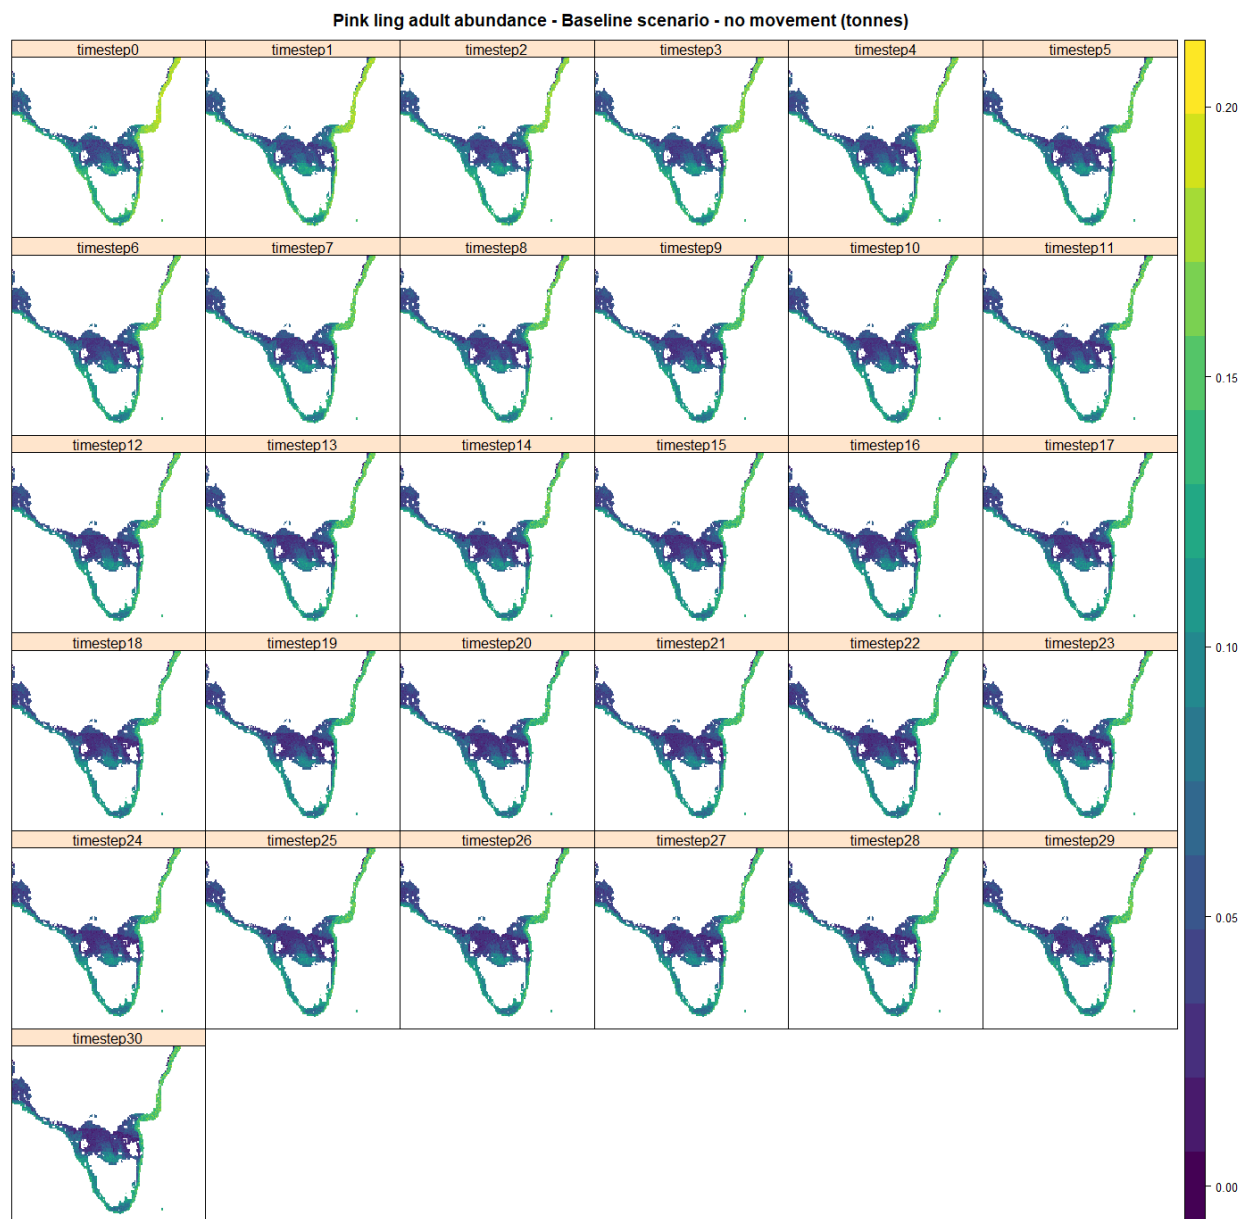 Pink ling adult abundance - Baseline scenario - no movement (tonnes)
timestep0 timestep1 timestep2 timestep3 timestep4 timestep5
0.20
timestep6 timestep7 timestep8 timestep9 timestep10 timestep11
0.15
timestep12 timestep13 timestep14 timestep15 timestep16 timestep17
timestep18 timestep19 timestep20 timestep21 timestep22 timestep23
0.10
timestep24 timestep25 timestep26 timestep27 timestep28 timestep29
0.05
timestep30
0.00